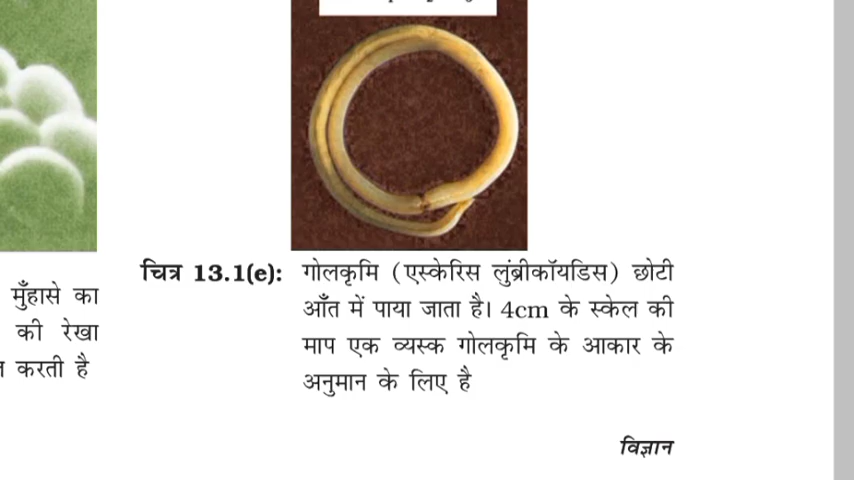 मुँहासे का
की रेखा
करती है
चित्र 13.1(e): गोलकृमि (एस्केरिस लुंब्रीकॉयडिस) छोटी
आँत में पाया जाता है। 4cm के स्केल की
माप एक व्यस्क गोलकृमि के आकार के
अनुमान के लिए है
विज्ञान